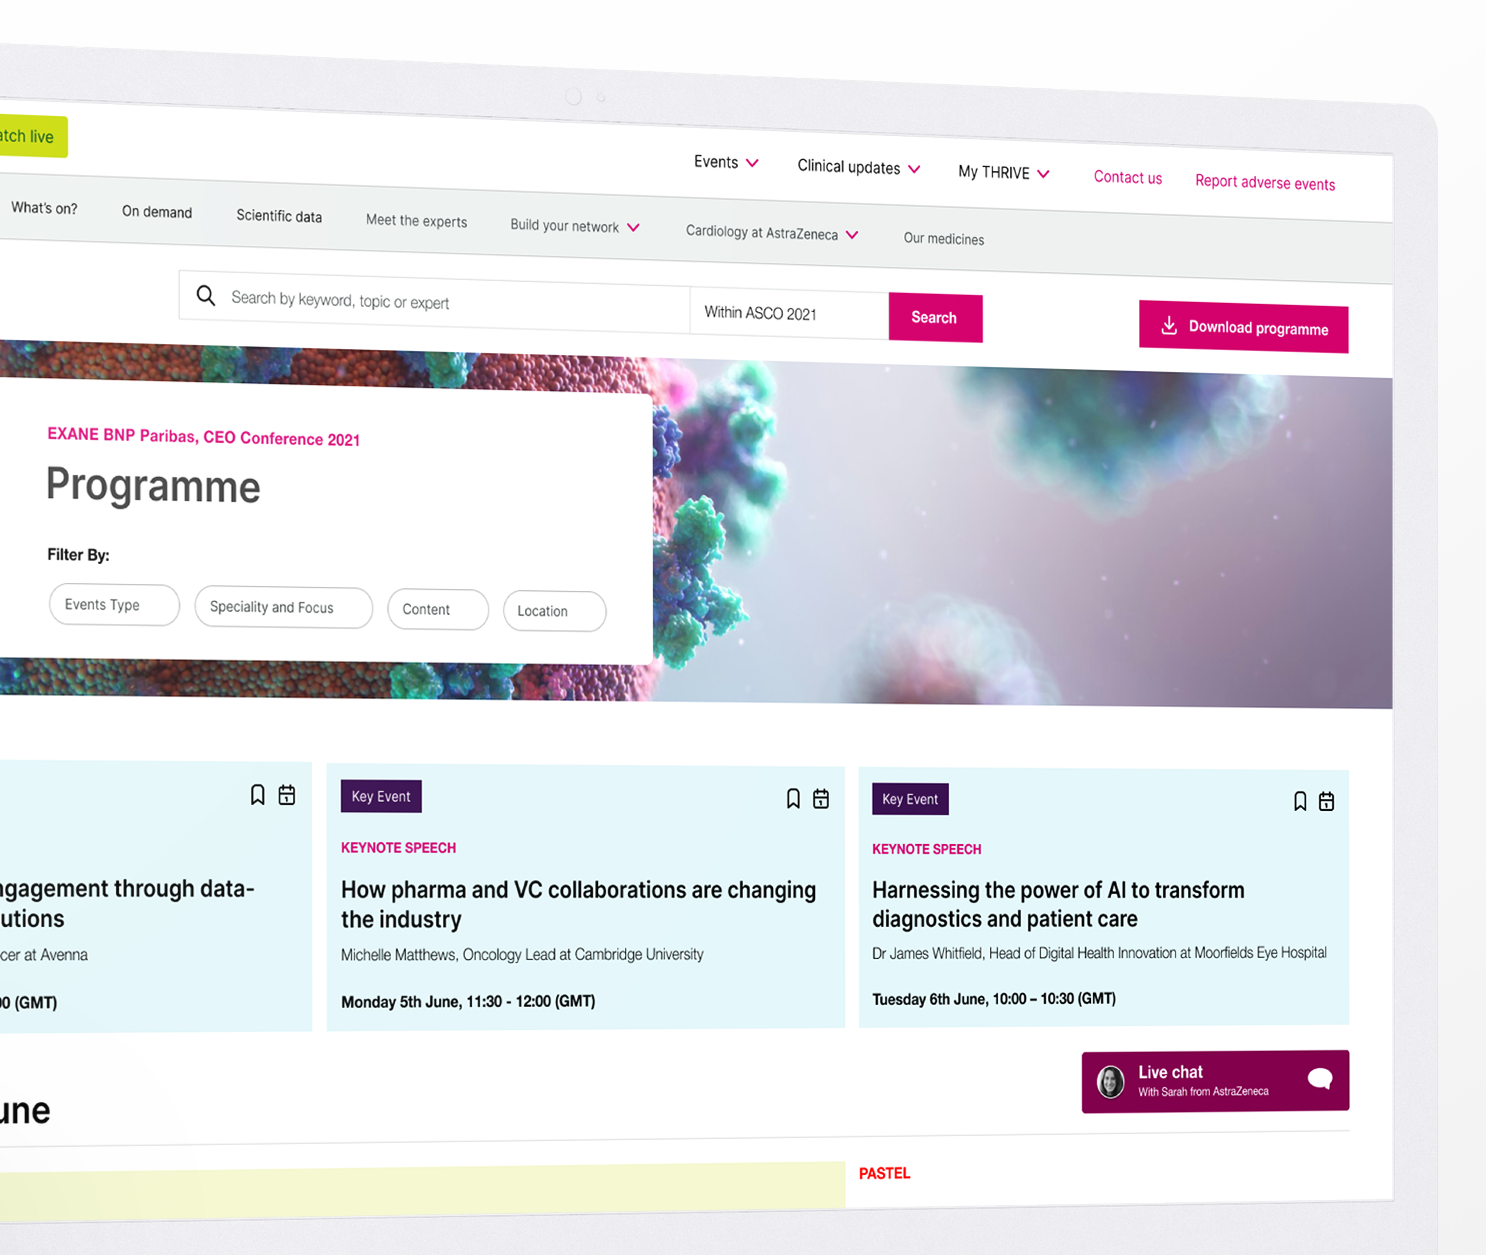 atch live
Events
Clinical updates
My THRIVE
Contact us
Report adverse events
What's on?
On demand
Scientific data
Meet the experts
Build your network
Cardiology at AstraZeneca
Our medicines
Search by keyword, topic or expert
Within ASCO 2021
Search
Download programme
EXANE BNP Paribas, CEO Conference 2021
Programme
Filter By:
Events Type
Speciality and Focus
Content
Location
ngagement through data-
utions
cer at Avenna
00 (GMT)
Key Event
KEYNOTE SPEECH
How pharma and VC collaborations are changing
the industry
Michelle Matthews, Oncology Lead at Cambridge University
Monday 5th June, 11:30 - 12:00 (GMT)
Key Event
KEYNOTE SPEECH
Harnessing the power of AI to transform
diagnostics and patient care
Dr James Whitfield, Head of Digital Health Innovation at Moorfields Eye Hospital
Tuesday 6th June, 10:00 – 10:30 (GMT)
Live chat
With Sarah from AstraZeneca
une
PASTEL